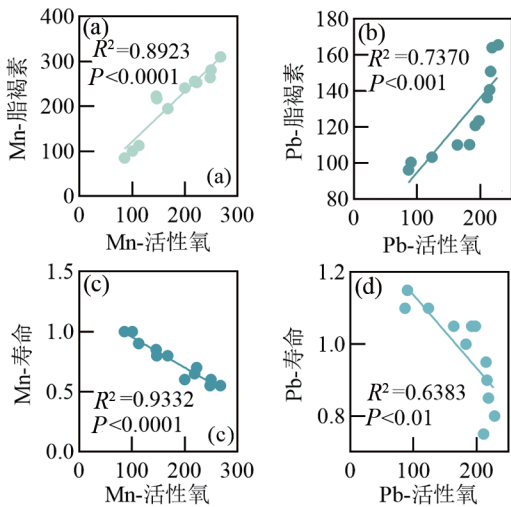 (a)
R²=0.8923
P<0.0001
(a)
Mn-脂褐素
400
300
200
100
0
0
100
200
300
Mn-活性氧
(b)
R²=0.7370
P<0.001
Pb-脂褐素
180
160
140
120
100
80
0
100
200
Pb-活性氧
(c)
R²=0.9332
P<0.0001
(c)
Mn-寿命
1.5
1.0
0.5
0.0
0
100
200
300
Mn-活性氧
(d)
R²=0.6383
P<0.01
Pb-寿命
1.2
1.0
0.8
0
100
200
Pb-活性氧